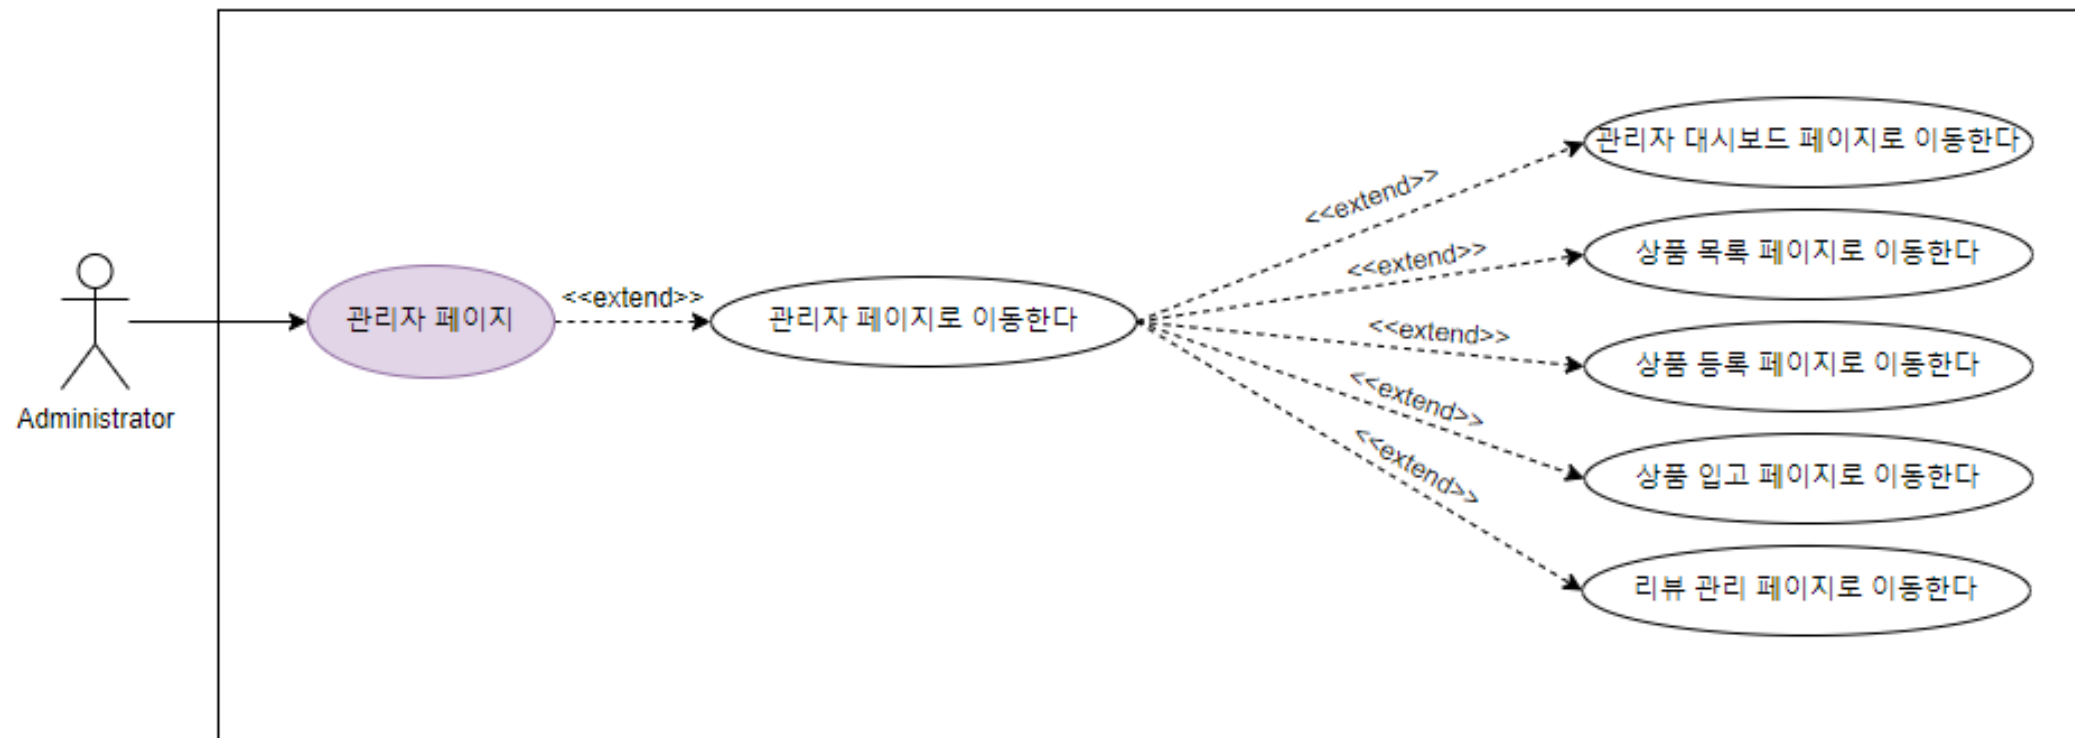 Administrator
관리자 페이지
<<extend>>
관리자 페이지로 이동한다
<<extend>>
관리자 대시보드 페이지로 이동한다
<<extend>>
상품 목록 페이지로 이동한다
<<extend>>
상품 등록 페이지로 이동한다
<<extend>>
상품 입고 페이지로 이동한다
<<extend>>
리뷰 관리 페이지로 이동한다